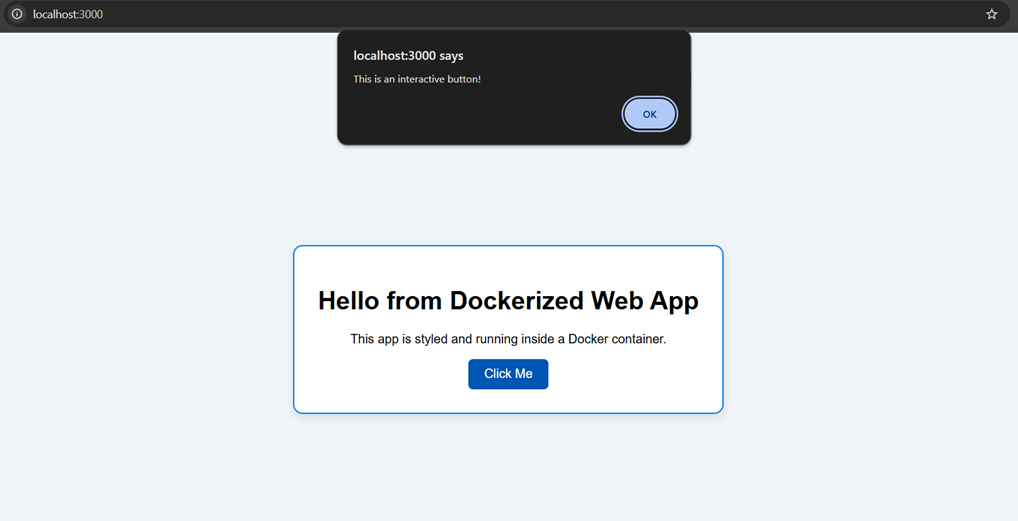 localhost:3000
localhost:3000 says
This is an interactive button!
OK
Hello from Dockerized Web App
This app is styled and running inside a Docker container.
Click Me